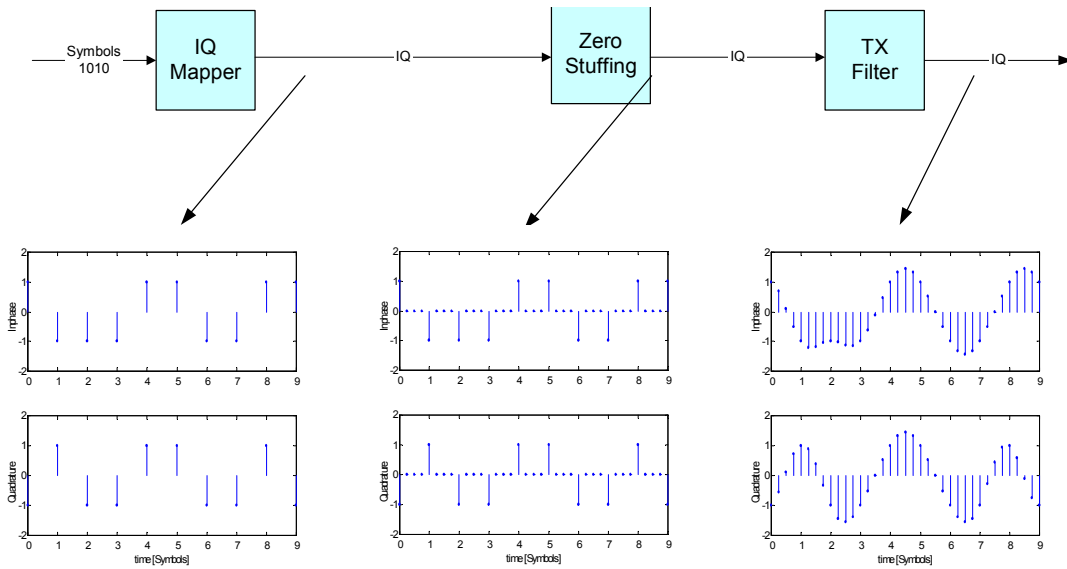 Symbols
1010
IQ
Mapper
IQ
Zero
Stuffing
IQ
TX
Filter
IQ
2
1
0
-1
-2
Inphase
0 1 2 3 4 5 6 7 8 9
2
1
0
-1
-2
Inphase
0 1 2 3 4 5 6 7 8 9
2
1
0
-1
-2
Inphase
0 1 2 3 4 5 6 7 8 9
2
1
0
-1
-2
Quadrature
0 1 2 3 4 5 6 7 8 9
time [Symbols]
2
1
0
-1
-2
Quadrature
0 1 2 3 4 5 6 7 8 9
time [Symbols]
2
1
0
-1
-2
Quadrature
0 1 2 3 4 5 6 7 8 9
time [Symbols]